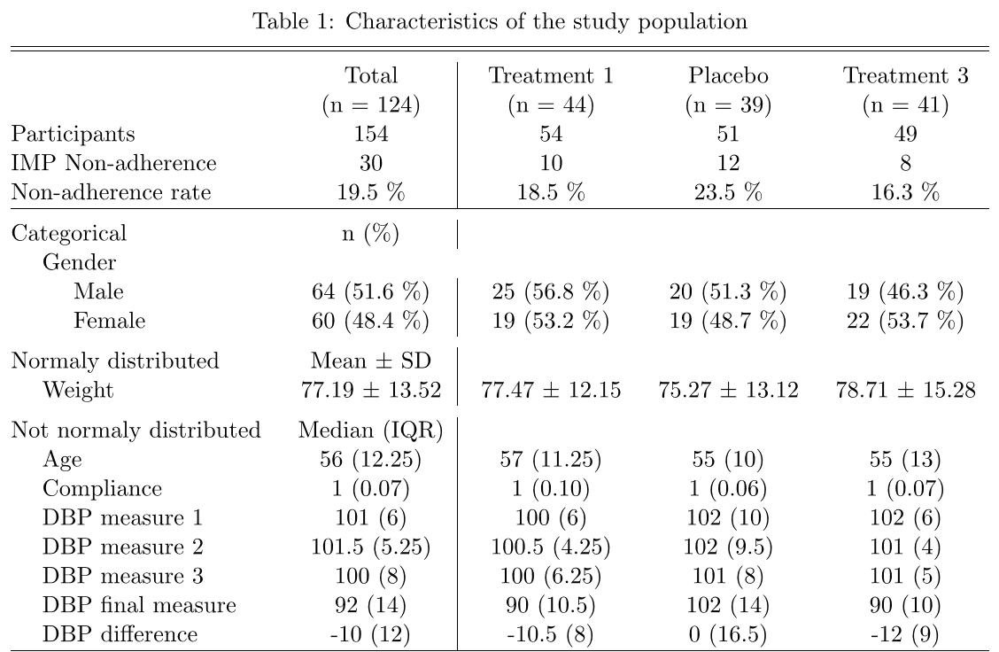 Table 1: Characteristics of the study population
Total Treatment 1 Placebo Treatment 3
(n = 124) (n = 44) (n = 39) (n = 41)
Participants 154 54 51 49
IMP Non-adherence 30 10 12 8
Non-adherence rate 19.5 % 18.5 % 23.5 % 16.3 %
Categorical n (%)
Gender
Male 64 (51.6 %) 25 (56.8 %) 20 (51.3 %) 19 (46.3 %)
Female 60 (48.4 %) 19 (53.2 %) 19 (48.7 %) 22 (53.7 %)
Normaly distributed Mean ± SD
Weight 77.19 ± 13.52 77.47 ± 12.15 75.27 ± 13.12 78.71 ± 15.28
Not normaly distributed Median (IQR)
Age 56 (12.25) 57 (11.25) 55 (10) 55 (13)
Compliance 1 (0.07) 1 (0.10) 1 (0.06) 1 (0.07)
DBP measure 1 101 (6) 100 (6) 102 (10) 102 (6)
DBP measure 2 101.5 (5.25) 100.5 (4.25) 102 (9.5) 101 (4)
DBP measure 3 100 (8) 100 (6.25) 101 (8) 101 (5)
DBP final measure 92 (14) 90 (10.5) 102 (14) 90 (10)
DBP difference -10 (12) -10.5 (8) 0 (16.5) -12 (9)